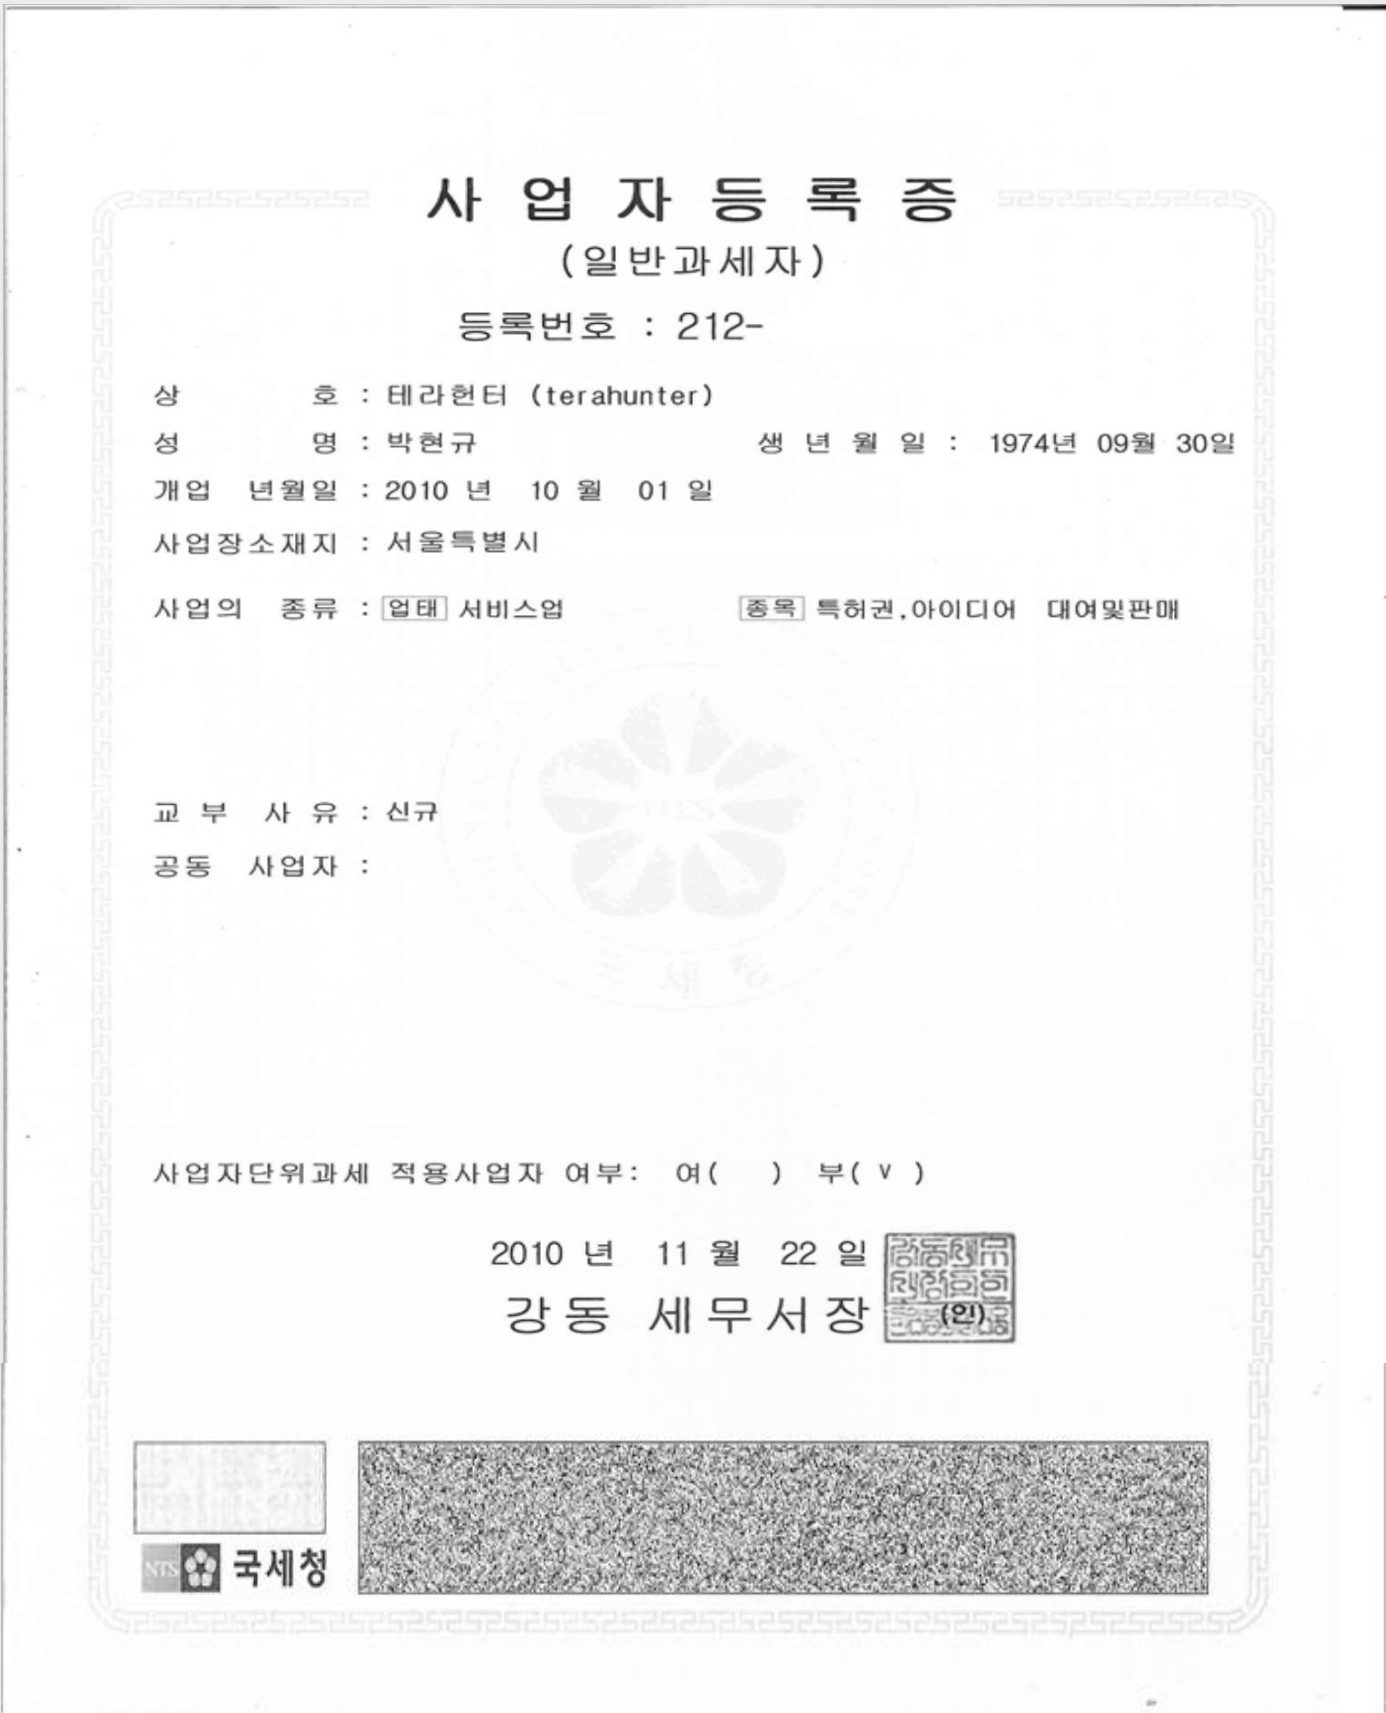 사업자등록증
(일반과세자)
등록번호 : 212-
상 호 : 테라헌터 (terahunter)
성 명 : 박현규 생 년 월 일 : 1974년 09월 30일
개업 년월일 : 2010 년 10 월 01 일
사업장소재지 : 서울특별시
사업의 종류 : 업태 서비스업 종목 특허권,아이디어 대여및판매
NTS
교 부 사 유 : 신규
공동 사업자 :
국세청
사업자단위과세 적용사업자 여부: 여( ) 부( v )
2010 년 11 월 22 일
강동 세무서장 (인)
NTS 국세청